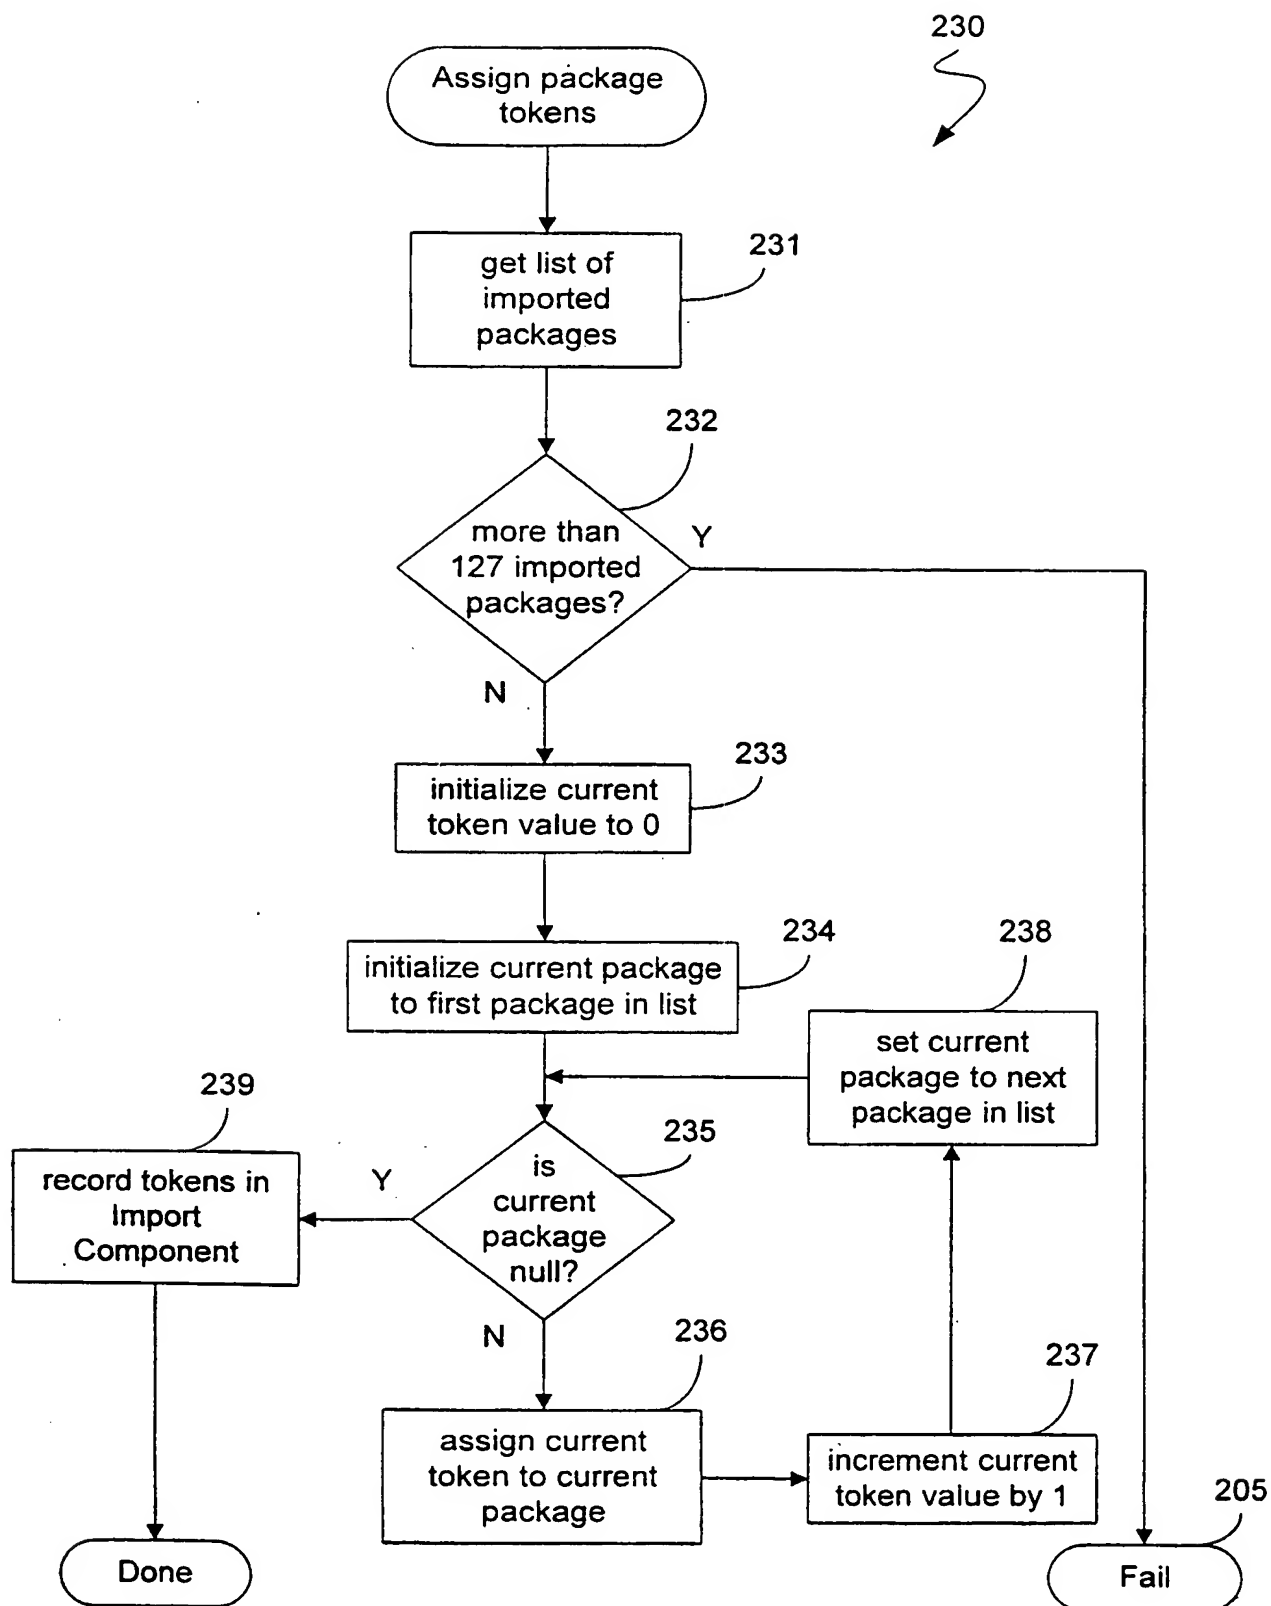 230
Assign package
tokens
231
get list of
imported
packages
232
more than
127 imported
packages?
Y
N
233
initialize current
token value to 0
234
initialize current package
to first package in list
238
set current
package to next
package in list
239
record tokens in
Import
Component
Y
235
is
current
package
null?
N
236
assign current
token to current
package
237
increment current
token value by 1
205
Done
Fail